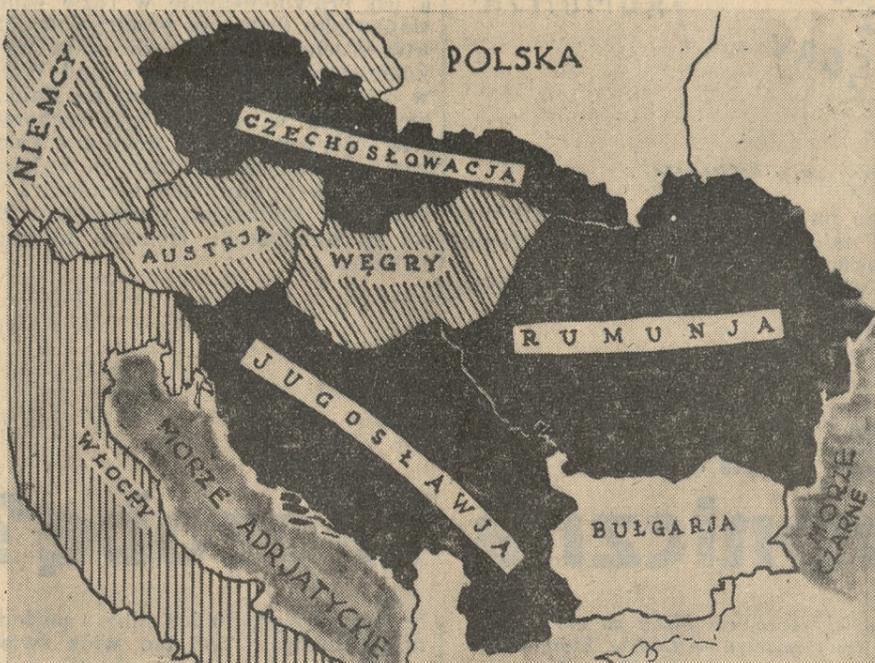 POLSKA
NIEMCY
CZECHOSŁOWACJA
AUSTRJA
WĘGRY
RUMUNJA
JUGOSŁAWJA
WŁOCHY
MORZE ADRJATYCKIE
BUŁGARJA
MORZE
CZARNE